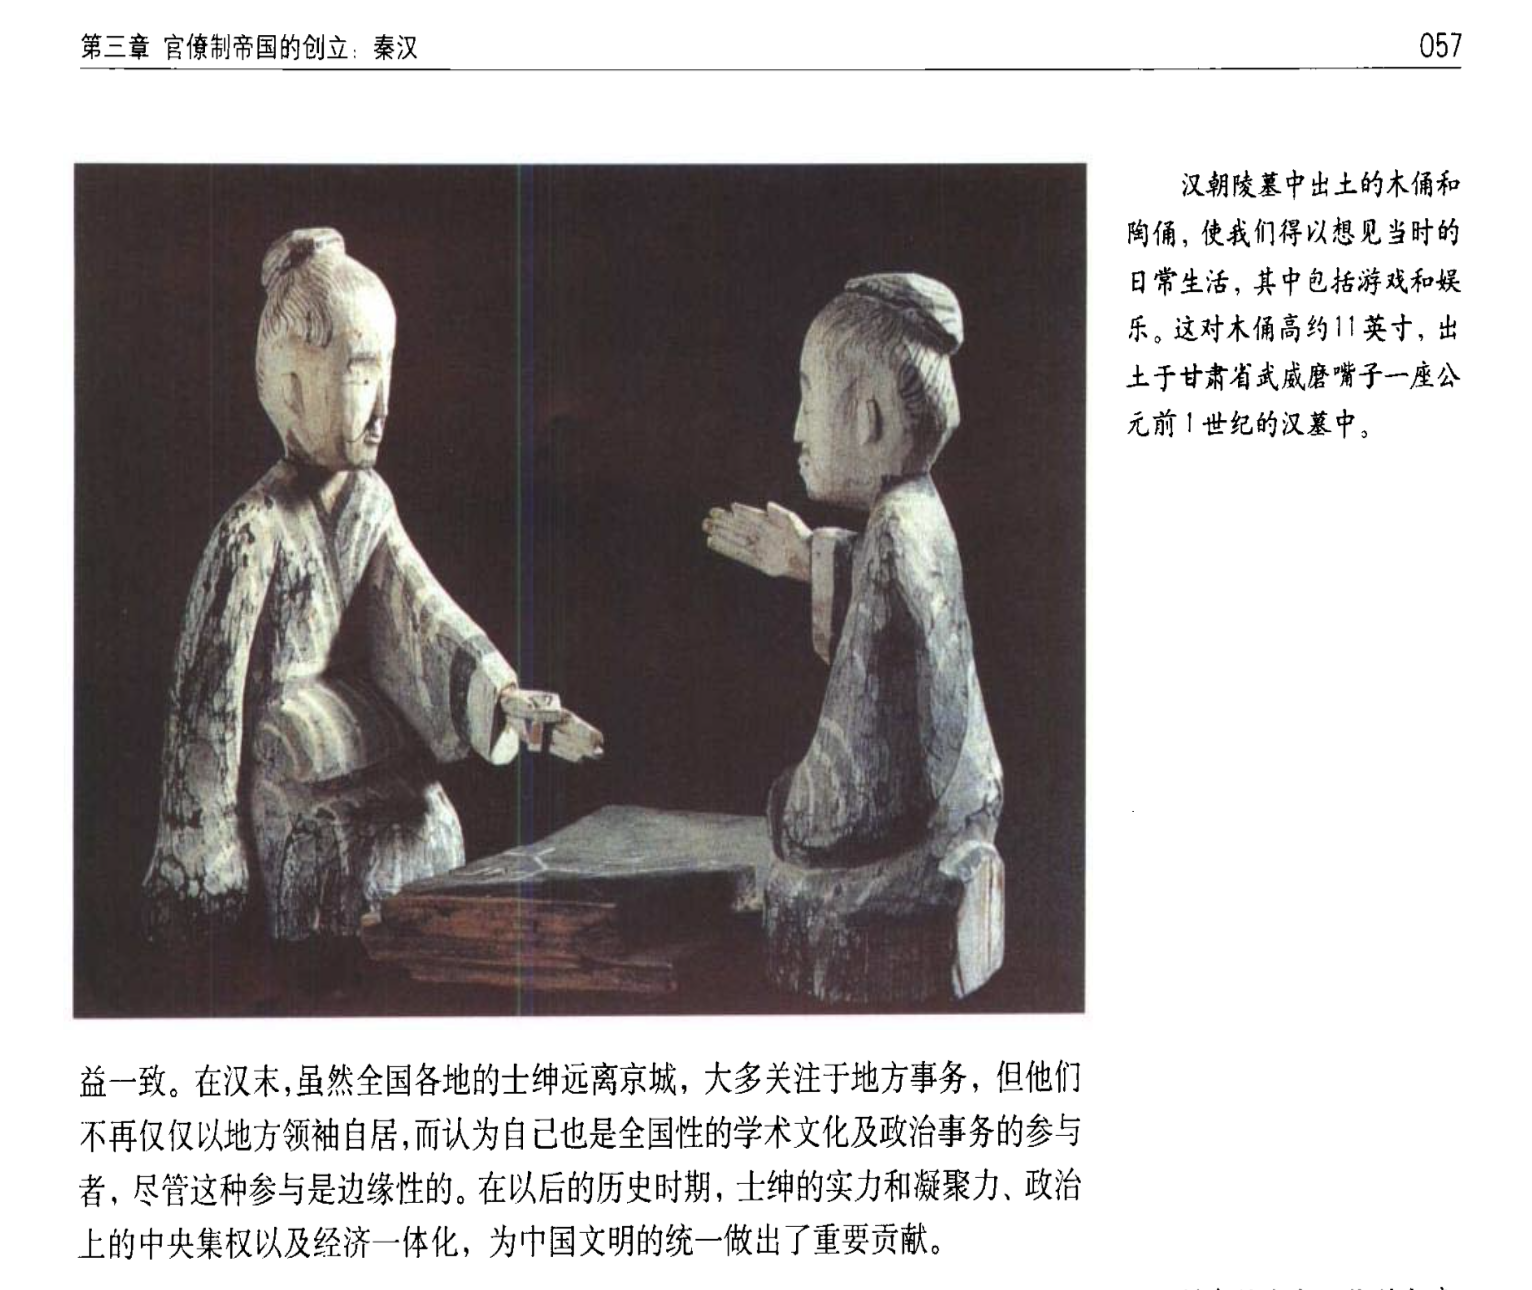 第三章 官僚制帝国的创立：秦汉
057
汉朝陵墓中出土的木俑和
陶俑，使我们得以想见当时的
日常生活，其中包括游戏和娱
乐。这对木俑高约11英寸，出
土于甘肃省武威磨嘴子一座公
元前1世纪的汉墓中。
益一致。在汉末，虽然全国各地的士绅远离京城，大多关注于地方事务，但他们
不再仅仅以地方领袖自居，而认为自己也是全国性的学术文化及政治事务的参与
者，尽管这种参与是边缘性的。在以后的历史时期，士绅的实力和凝聚力、政治
上的中央集权以及经济一体化，为中国文明的统一做出了重要贡献。